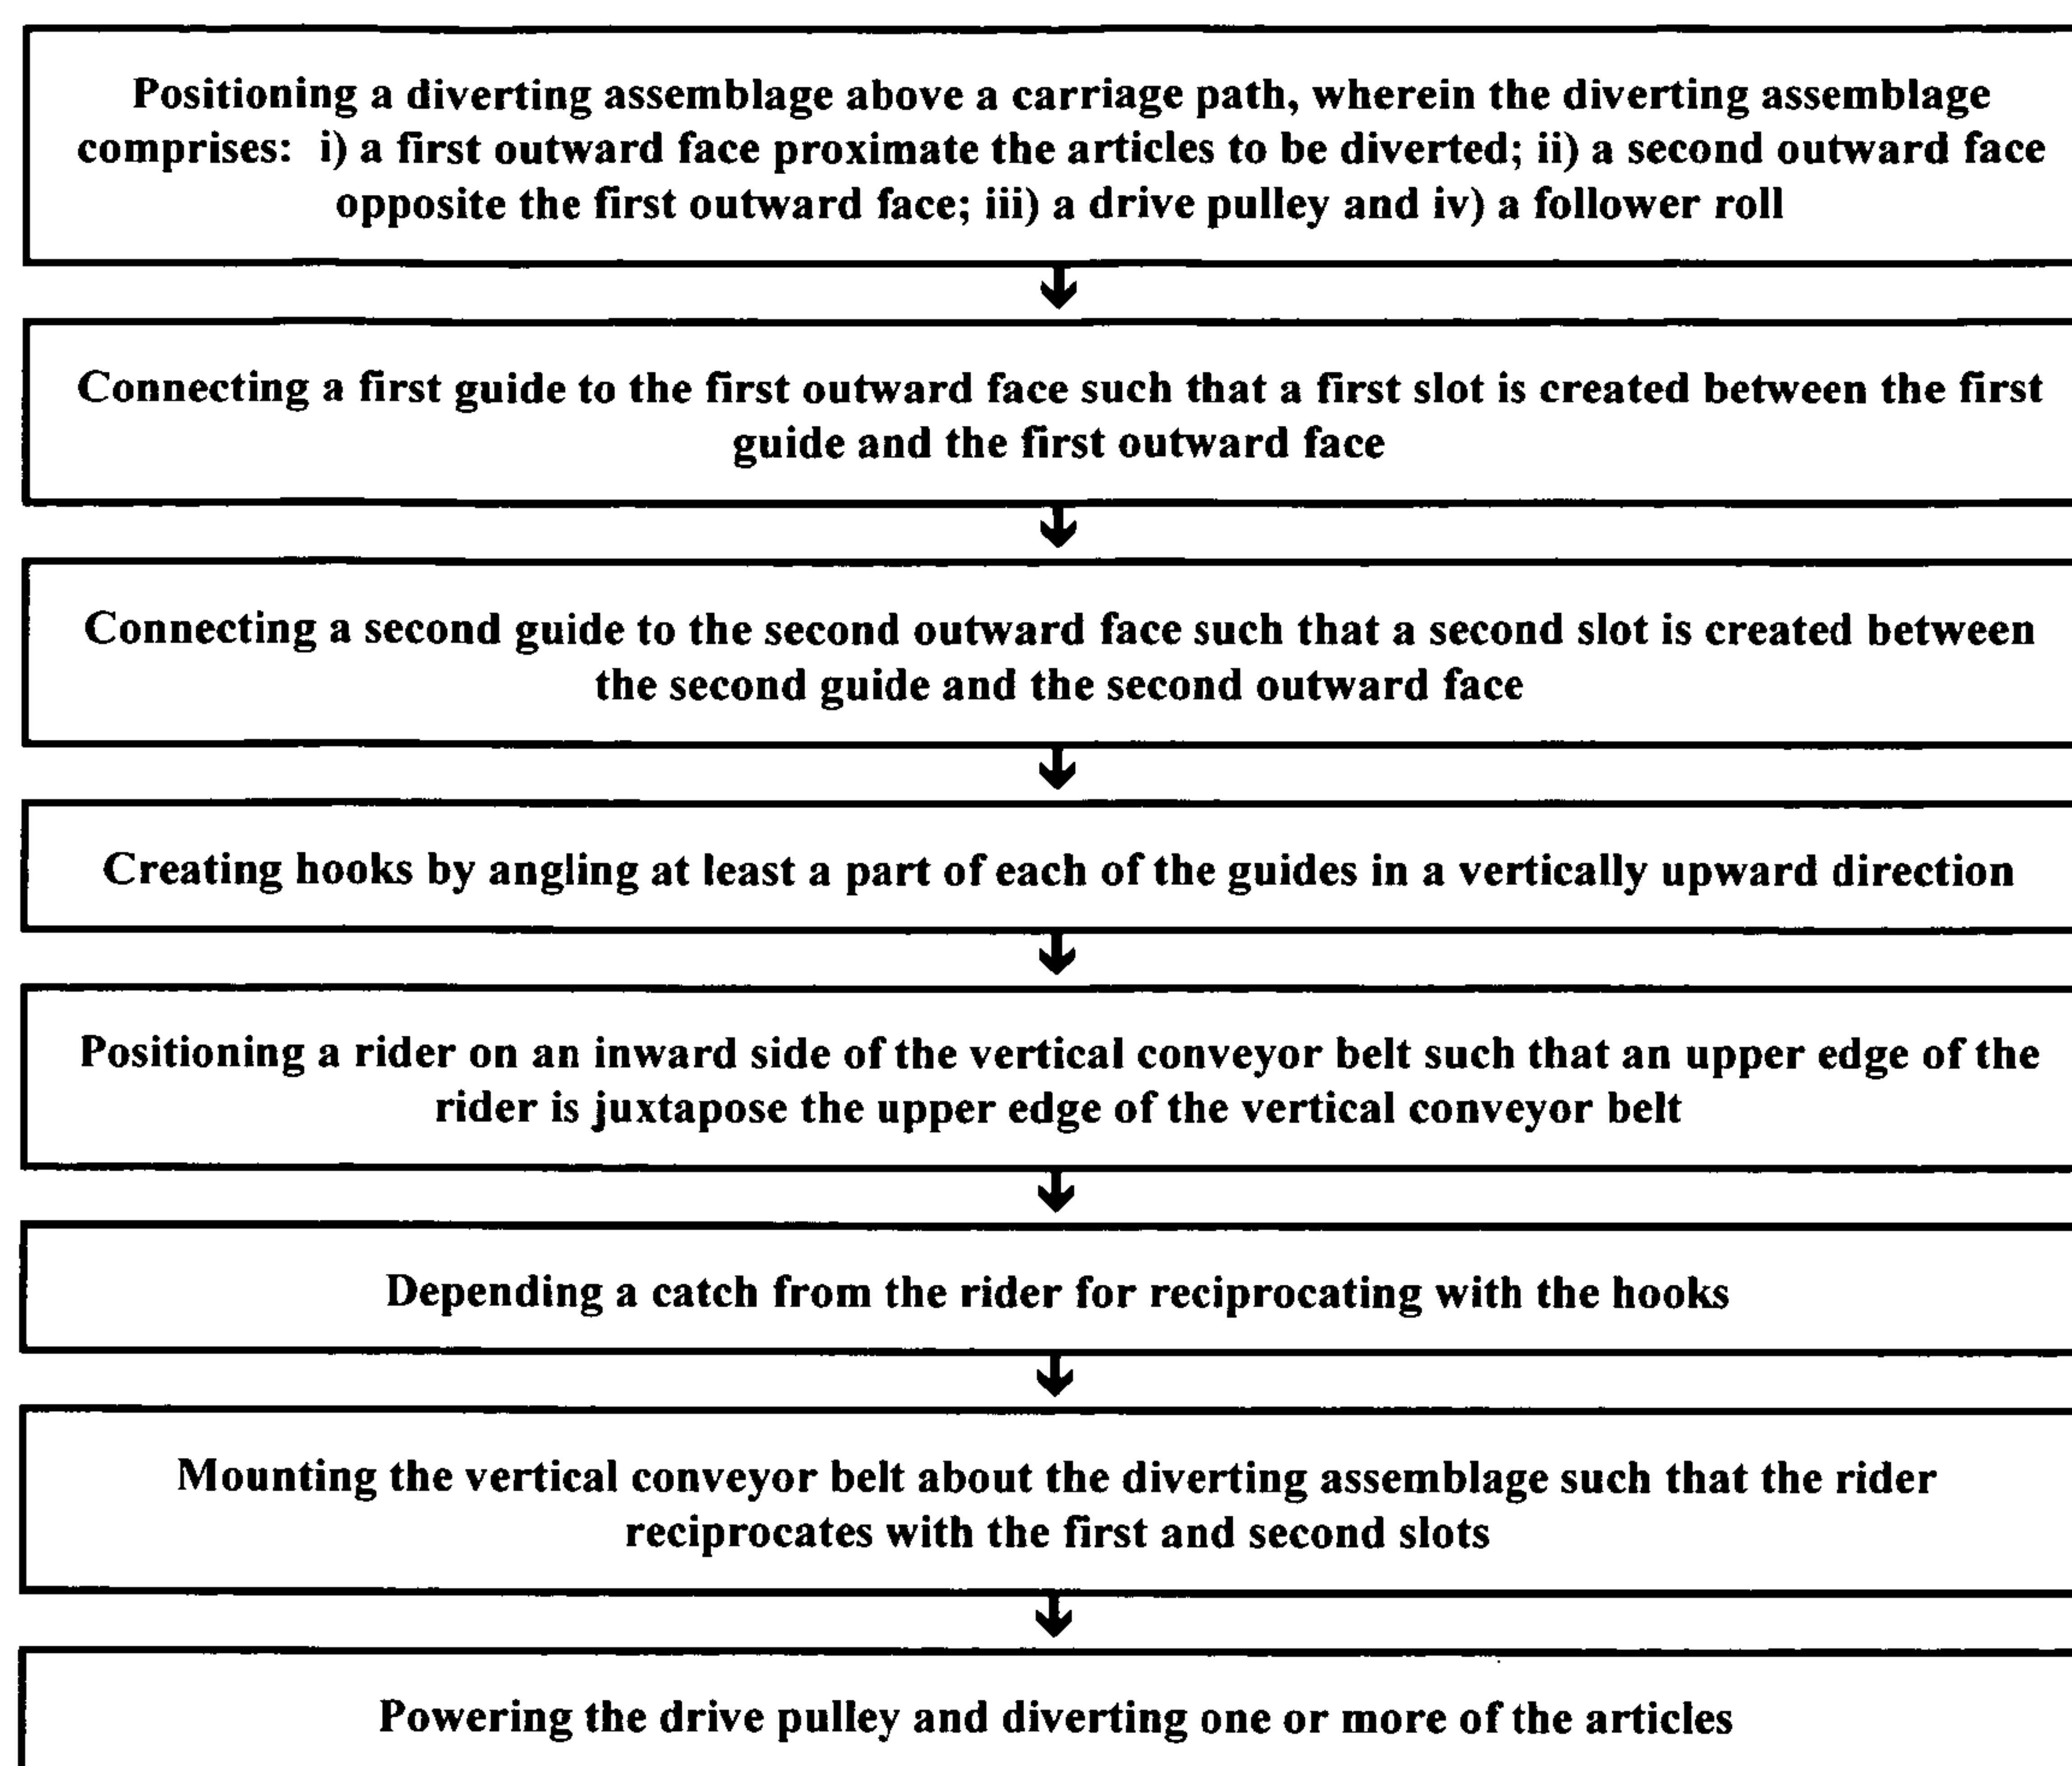 Positioning a diverting assemblage above a carriage path, wherein the diverting assemblage
comprises: i) a first outward face proximate the articles to be diverted; ii) a second outward face
opposite the first outward face; iii) a drive pulley and iv) a follower roll
Connecting a first guide to the first outward face such that a first slot is created between the first
guide and the first outward face
Connecting a second guide to the second outward face such that a second slot is created between
the second guide and the second outward face
Creating hooks by angling at least a part of each of the guides in a vertically upward direction
Positioning a rider on an inward side of the vertical conveyor belt such that an upper edge of the
rider is juxtapose the upper edge of the vertical conveyor belt
Depending a catch from the rider for reciprocating with the hooks
Mounting the vertical conveyor belt about the diverting assemblage such that the rider
reciprocates with the first and second slots
Powering the drive pulley and diverting one or more of the articles